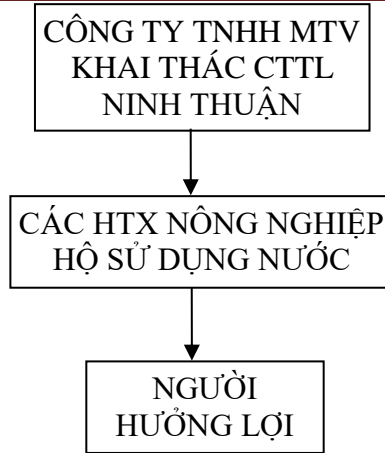 CÔNG TY TNHH MTV
KHAI THÁC CTTL
NINH THUẬN
CÁC HTX NÔNG NGHIỆP
HỘ SỬ DỤNG NƯỚC
NGƯỜI
HƯỞNG LỢI